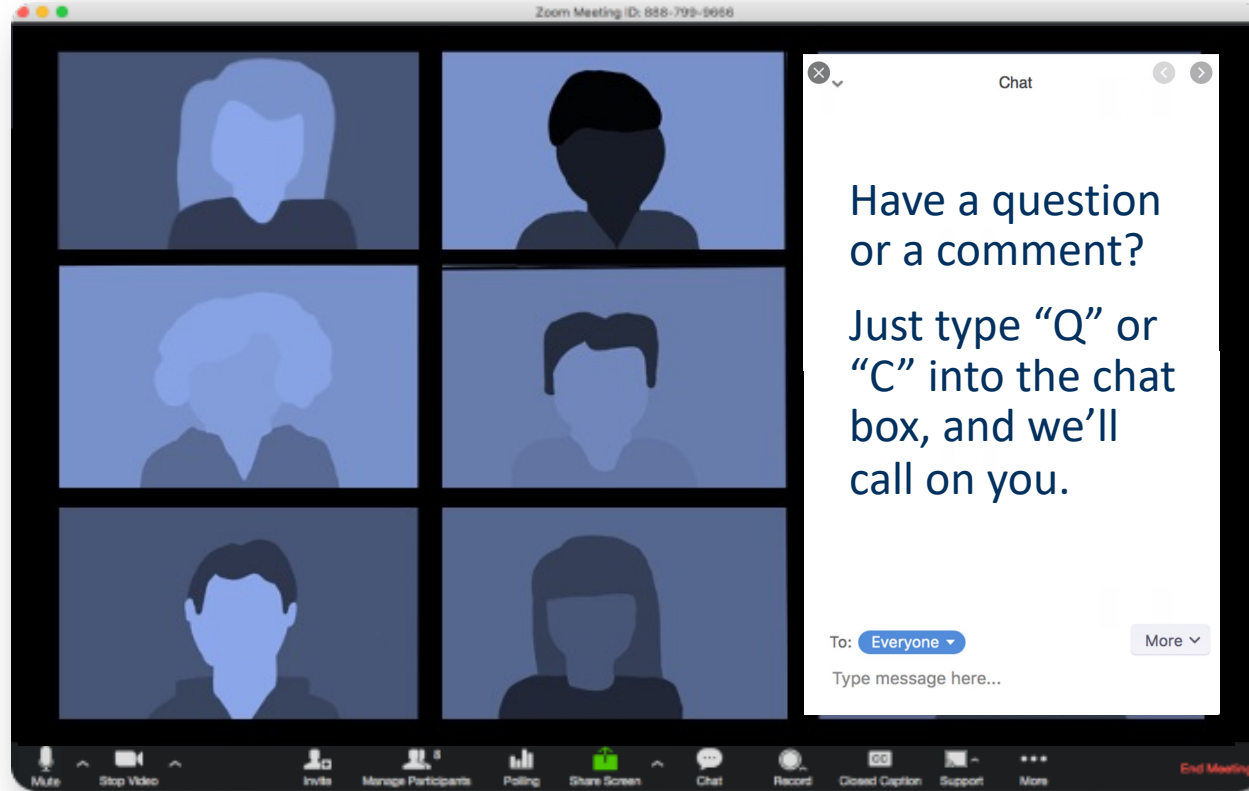 Zoom Meeting ID: 888-799-9666
Chat
Have a question
or a comment?
Just type “Q” or
“C” into the chat
box, and we’ll
call on you.
To: Everyone
More
Type message here...
8
Mute
Stop Video
Invite
Manage Participants
Polling
Share Screen
Chat
Record
CC
Closed Caption
Support
More
End Meeting